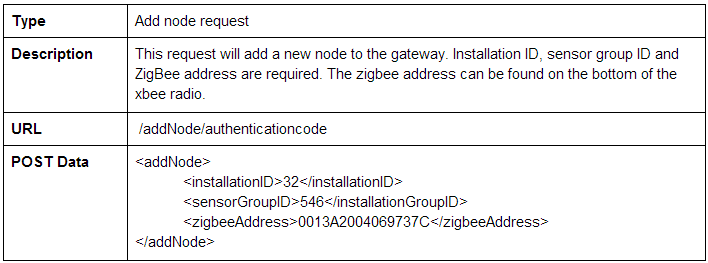 Type Add node request
Description This request will add a new node to the gateway. Installation ID, sensor group ID and
ZigBee address are required. The zigbee address can be found on the bottom of the
xbee radio.
URL /addNode/authenticationcode
POST Data <addNode>
<installationID>32</installationID>
<sensorGroupID>546</installationGroupID>
<zigbeeAddress>0013A2004069737C</zigbeeAddress>
</addNode>